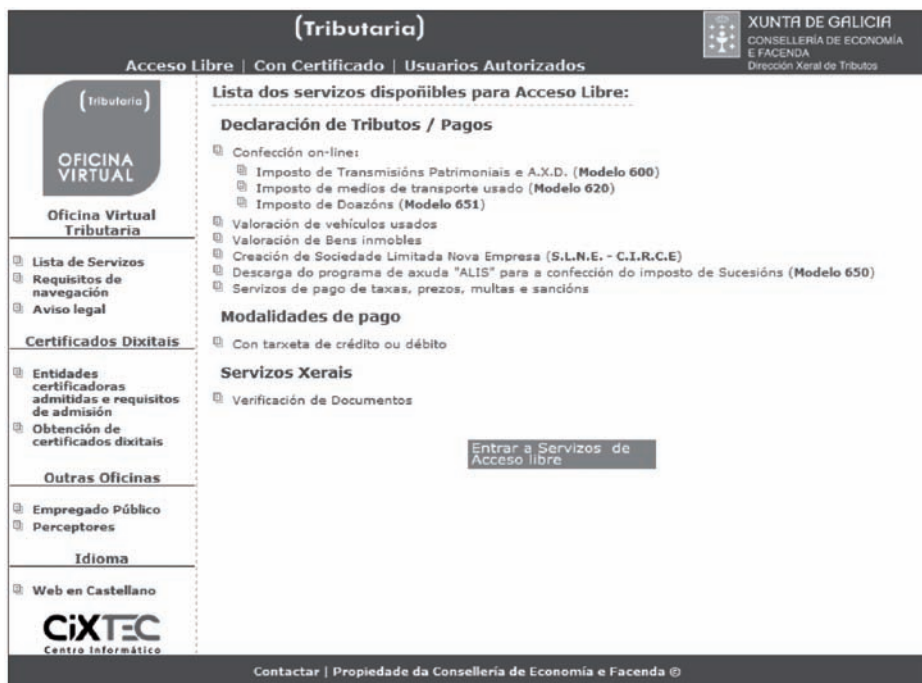 (Tributaria)
XUNTA DE GALICIA
CONSELLERÍA DE ECONOMÍA
E FACENDA
Dirección Xeral de Tributos
Acceso Libre | Con Certificado | Usuarios Autorizados
(Tributaria)
OFICINA
VIRTUAL
Oficina Virtual
Tributaria
Lista de Servizos
Requisitos de
navegación
Aviso legal
Certificados Dixitais
Entidades
certificadoras
admitidas e requisitos
de admisión
Obtención de
certificados dixitais
Outras Oficinas
Empregado Público
Perceptores
Idioma
Web en Castellano
CiXTEC
Centro Informático
Lista dos servizos dispoñibles para Acceso Libre:
Declaración de Tributos / Pagos
Confección on-line:
Imposto de Transmisións Patrimoniais e A.X.D. (Modelo 600)
Imposto de medios de transporte usado (Modelo 620)
Imposto de Doazóns (Modelo 651)
Valoración de vehículos usados
Valoración de Bens inmobles
Creación de Sociedade Limitada Nova Empresa (S.L.N.E. - C.I.R.C.E)
Descarga do programa de axuda "ALIS" para a confección do imposto de Sucesións (Modelo 650)
Servizos de pago de taxas, prezos, multas e sancións
Modalidades de pago
Con tarxeta de crédito ou débito
Servizos Xerais
Verificación de Documentos
Entrar a Servizos de
Acceso libre
Contactar | Propiedade da Consellería de Economía e Facenda ©